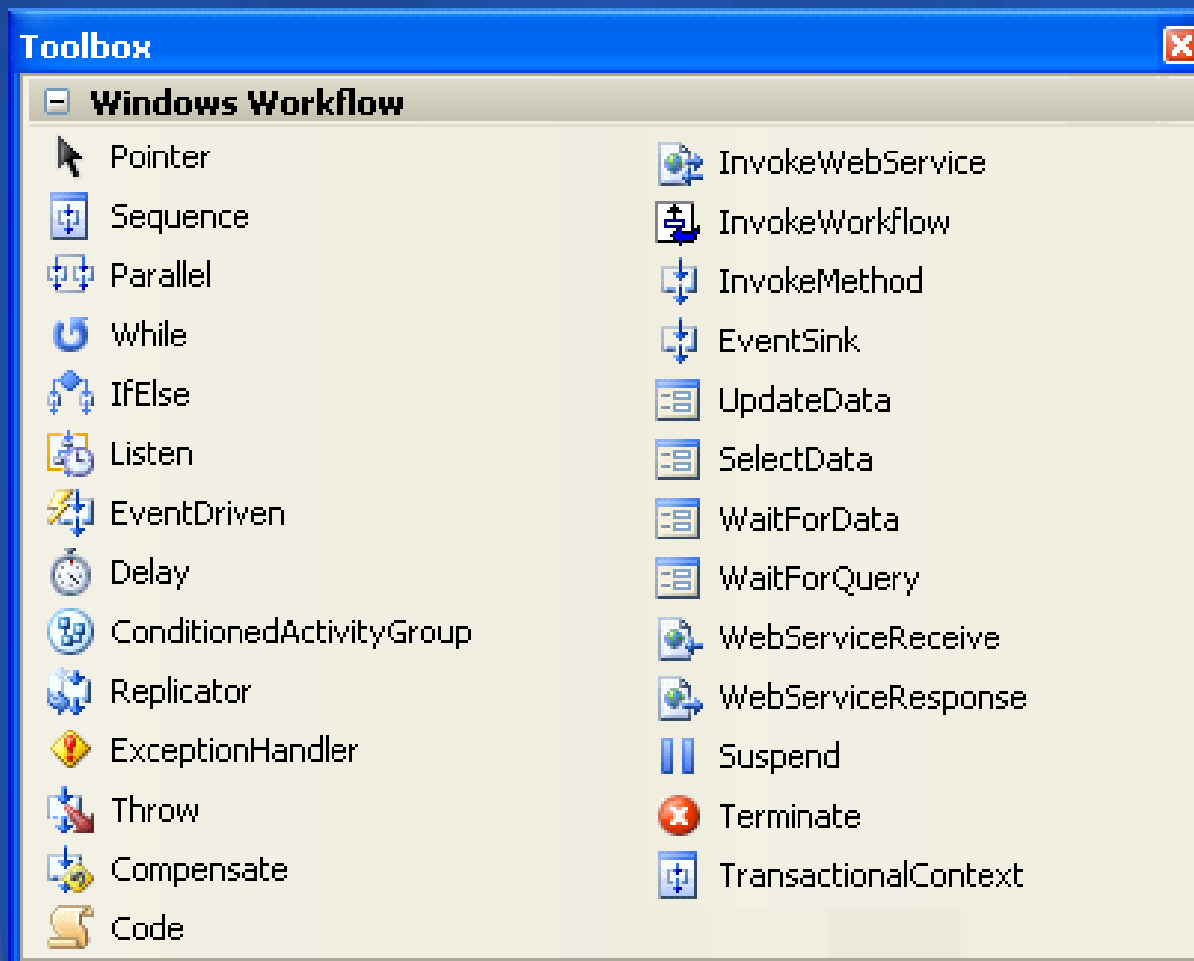 Toolbox
Windows Workflow
Pointer
Sequence
Parallel
While
IfElse
Listen
EventDriven
Delay
ConditionedActivityGroup
Replicator
ExceptionHandler
Throw
Compensate
Code
InvokeWebService
InvokeWorkflow
InvokeMethod
EventSink
UpdateData
SelectData
WaitForData
WaitForQuery
WebServiceReceive
WebServiceResponse
Suspend
Terminate
TransactionalContext